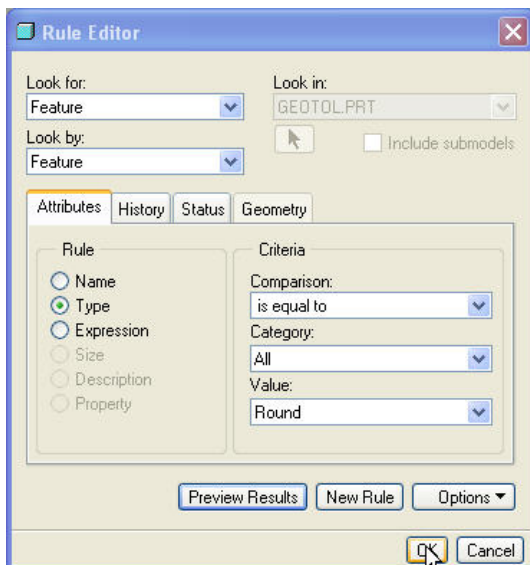 Rule Editor
Look for:
Look in:
Feature
GEOTOL.PRT
Look by:
Include submodels
Feature
Attributes
History
Status
Geometry
Rule
Criteria
Name
Comparison:
Type
is equal to
Expression
Category:
Size
All
Description
Value:
Property
Round
Preview Results
New Rule
Options
OK
Cancel